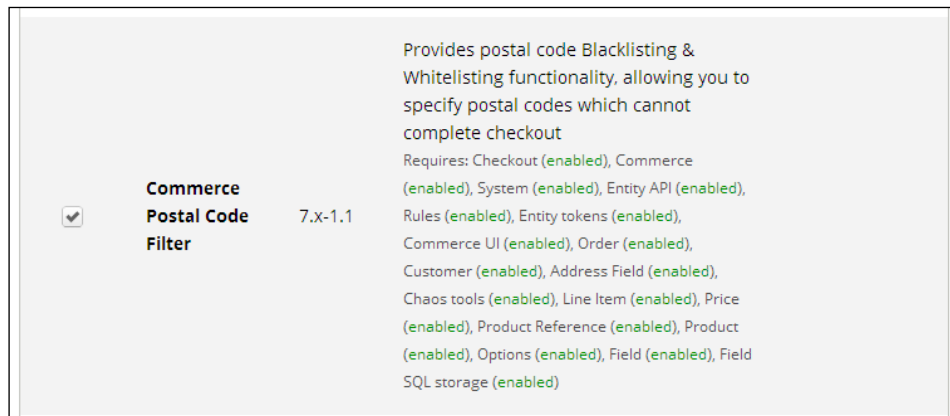 Commerce
Postal Code
Filter
7.x-1.1
Provides postal code Blacklisting &
Whitelisting functionality, allowing you to
specify postal codes which cannot
complete checkout
Requires: Checkout (enabled), Commerce
(enabled), System (enabled), Entity API (enabled),
Rules (enabled), Entity tokens (enabled),
Commerce UI (enabled), Order (enabled),
Customer (enabled), Address Field (enabled),
Chaos tools (enabled), Line Item (enabled), Price
(enabled), Product Reference (enabled), Product
(enabled), Options (enabled), Field (enabled), Field
SQL storage (enabled)